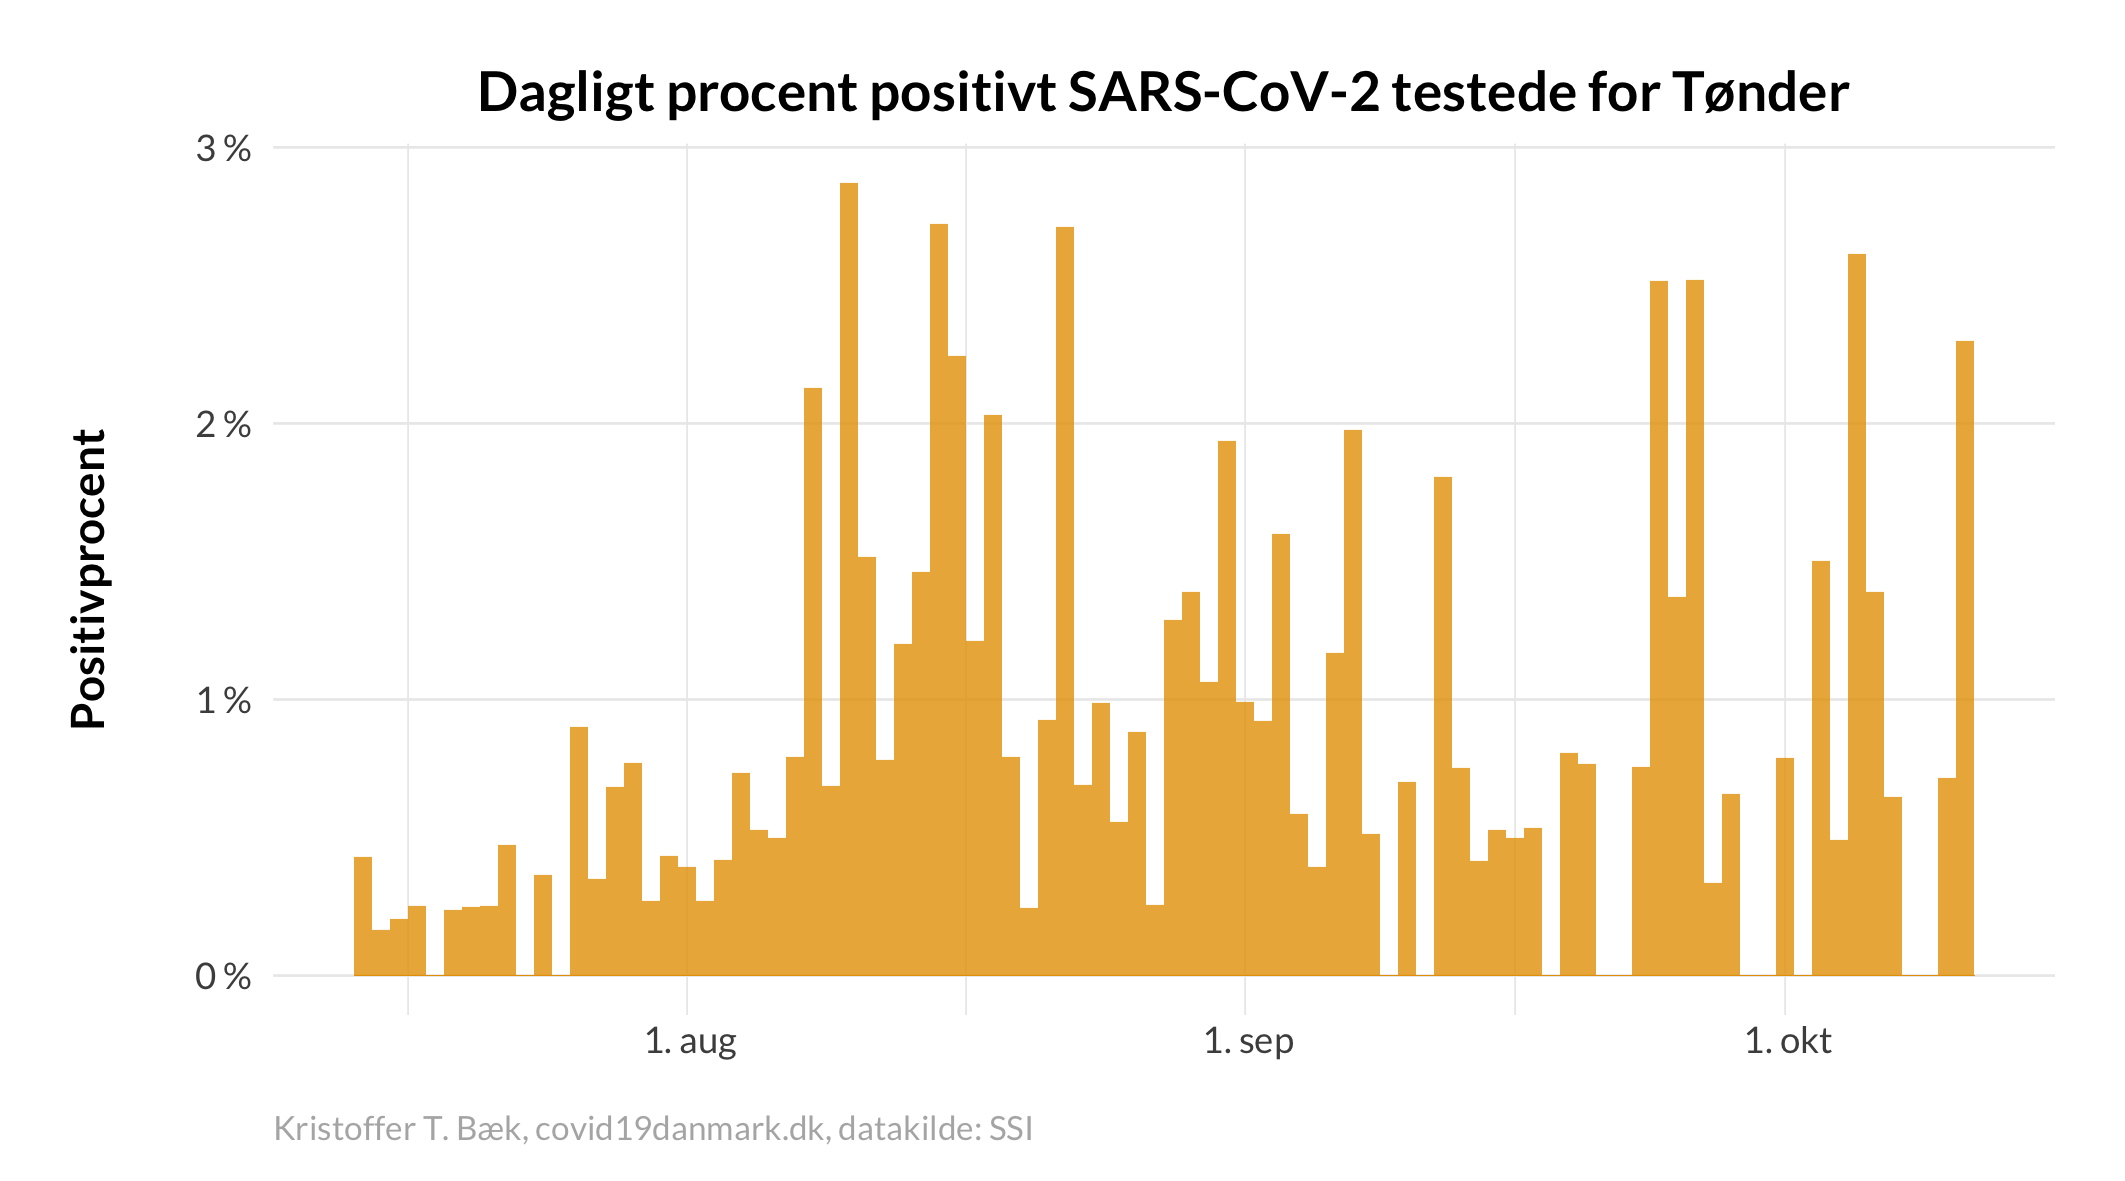 Dagligt procent positivt SARS-CoV-2 testede for Tønder
Positivprocent
3 %
2 %
1 %
0 %
1. aug
1. sep
1. okt
Kristoffer T. Bæk, covid19danmark.dk, datakilde: SSI